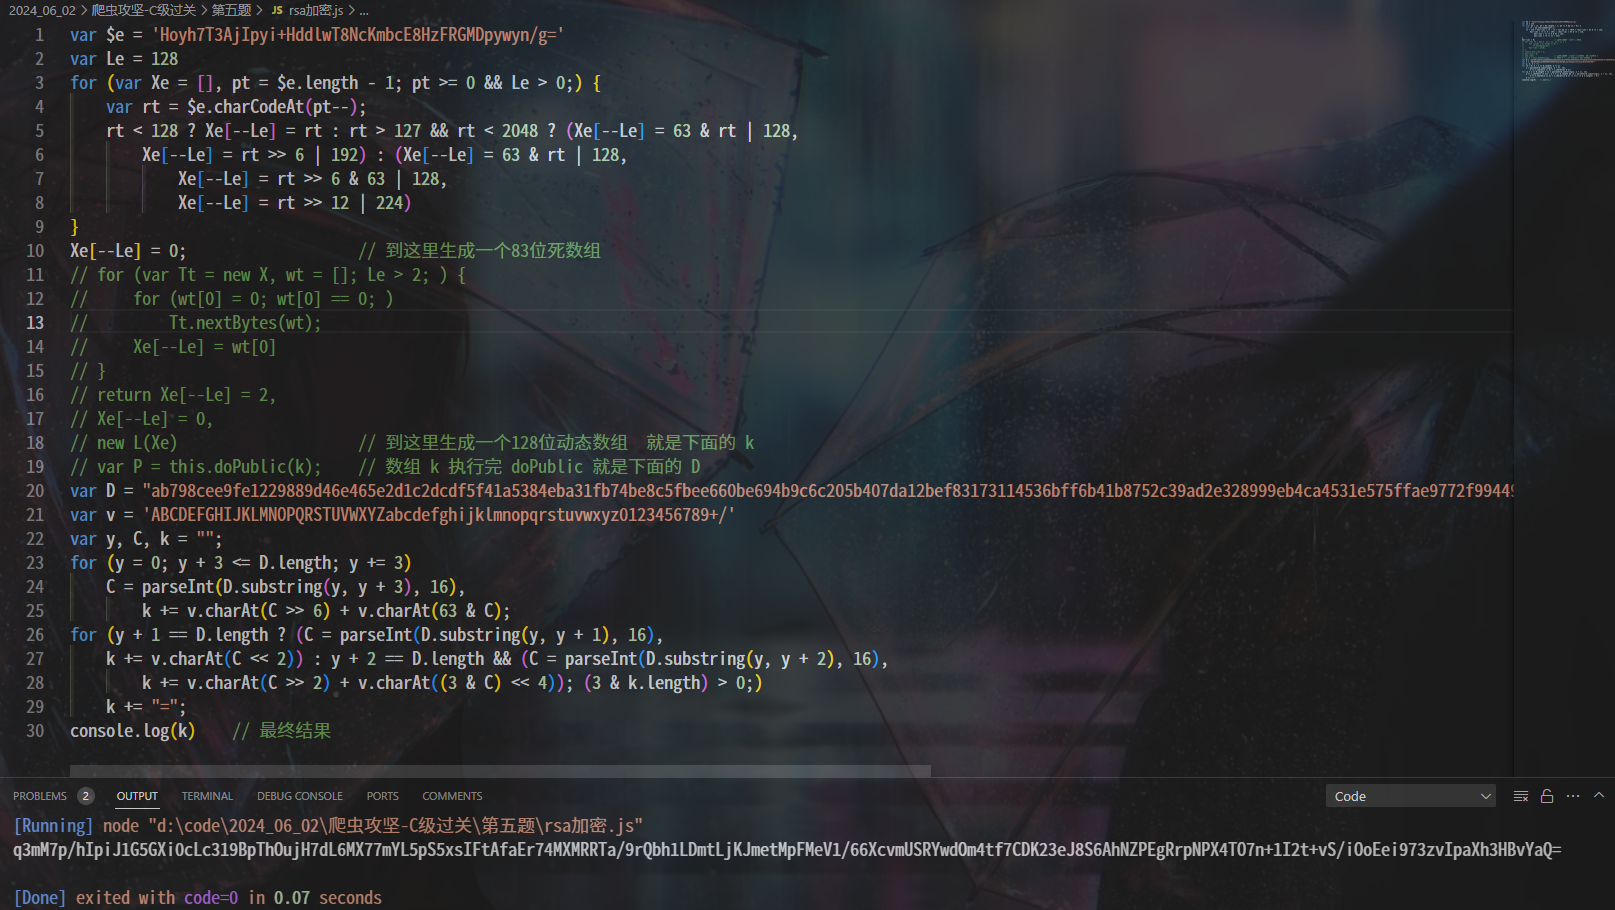 2024_06_02 > 爬虫攻坚-C级过关 > 第五题 > JS rsa加密.js > ...
1 var $e = 'Hoyh7T3AjIpyi+HddlwT8NcKmbcE8HzFRGMDpywyn/g='
2 var Le = 128
3 for (var Xe = [], pt = $e.length - 1; pt >= 0 && Le > 0;) {
4     var rt = $e.charCodeAt(pt--);
5     rt < 128 ? Xe[--Le] = rt : rt > 127 && rt < 2048 ? (Xe[--Le] = 63 & rt | 128,
6         Xe[--Le] = rt >> 6 | 192) : (Xe[--Le] = 63 & rt | 128,
7             Xe[--Le] = rt >> 6 & 63 | 128,
8             Xe[--Le] = rt >> 12 | 224)
9 }
10 Xe[--Le] = 0;                   // 到这里生成一个83位死数组
11 // for (var Tt = new X, wt = []; Le > 2; ) {
12 //     for (wt[0] = 0; wt[0] == 0; )
13 //         Tt.nextBytes(wt);
14 //     Xe[--Le] = wt[0]
15 // }
16 // return Xe[--Le] = 2,
17 // Xe[--Le] = 0,
18 // new L(Xe)                    // 到这里生成一个128位动态数组  就是下面的 k
19 // var P = this.doPublic(k);    // 数组 k 执行完 doPublic 就是下面的 D
20 var D = "ab798cee9fe1229889d46e465e2d1c2dcdf5f41a5384eba31fb74be8c5fbee660be694b9c6c205b407da12bef83173114536bff6b41b8752c39ad2e328999eb4ca4531e575ffae9772f99449
21 var v = 'ABCDEFGHIJKLMNOPQRSTUVWXYZabcdefghijklmnopqrstuvwxyz0123456789+/'
22 var y, C, k = "";
23 for (y = 0; y + 3 <= D.length; y += 3)
24     C = parseInt(D.substring(y, y + 3), 16),
25         k += v.charAt(C >> 6) + v.charAt(63 & C);
26 for (y + 1 == D.length ? (C = parseInt(D.substring(y, y + 1), 16),
27     k += v.charAt(C << 2)) : y + 2 == D.length && (C = parseInt(D.substring(y, y + 2), 16),
28         k += v.charAt(C >> 2) + v.charAt((3 & C) << 4)); (3 & k.length) > 0;)
29     k += "=";
30 console.log(k)    // 最终结果
PROBLEMS 2 OUTPUT TERMINAL DEBUG CONSOLE PORTS COMMENTS Code
[Running] node "d:\code\2024_06_02\爬虫攻坚-C级过关\第五题\rsa加密.js"
q3mM7p/hIpiJ1G5GXiOcLc319BpThOujH7dL6MX77mYL5pS5xsIFtAfaEr74MXMRRTa/9rQbh1LDmtLjKJmetMpFMeV1/66XcvmUSRYwdOm4tf7CDK23eJ8S6AhNZPEgRrpNPX4TO7n+1I2t+vS/iOoEei973zvIpaXh3HBvYaQ=
[Done] exited with code=0 in 0.07 seconds